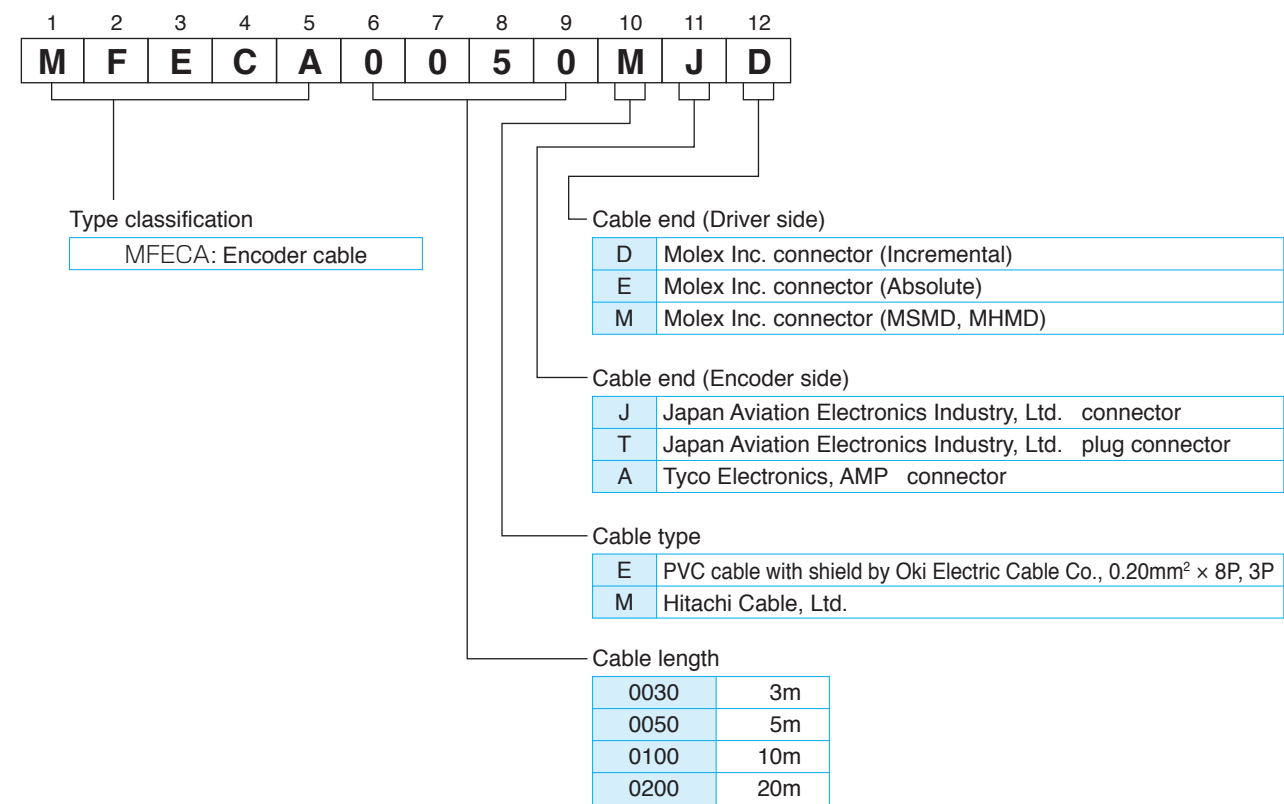 1 2 3 4 5 6 7 8 9 10 11 12
M F E C A 0 0 5 0 M J D
Type classification
MFECA: Encoder cable
Cable end (Driver side)
D Molex Inc. connector (Incremental)
E Molex Inc. connector (Absolute)
M Molex Inc. connector (MSMD, MHMD)
Cable end (Encoder side)
J Japan Aviation Electronics Industry, Ltd. connector
T Japan Aviation Electronics Industry, Ltd. plug connector
A Tyco Electronics, AMP connector
Cable type
E PVC cable with shield by Oki Electric Cable Co., 0.20mm² × 8P, 3P
M Hitachi Cable, Ltd.
Cable length
0030 3m
0050 5m
0100 10m
0200 20m